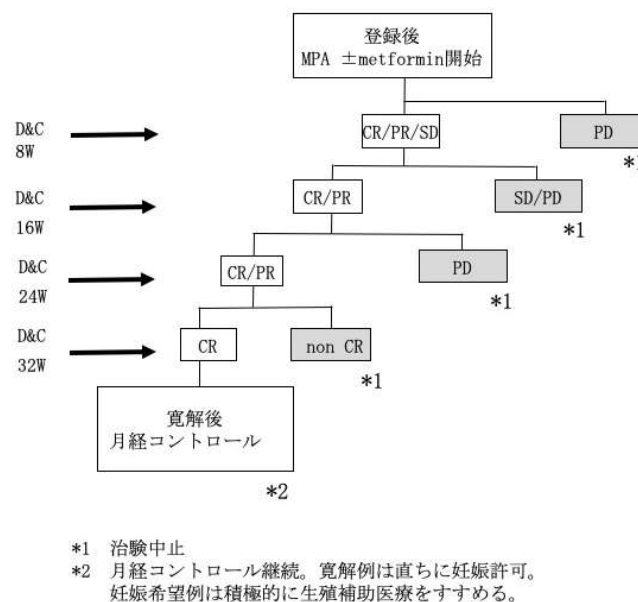 登録後
MPA ±metformin開始
D&C
8W
CR/PR/SD
PD
*1
D&C
16W
CR/PR
SD/PD
*1
D&C
24W
CR/PR
PD
*1
D&C
32W
CR
non CR
*1
寛解後
月経コントロール
*2
*1 治験中止
*2 月経コントロール継続。寛解例は直ちに妊娠許可。
妊娠希望例は積極的に生殖補助医療をすすめる。